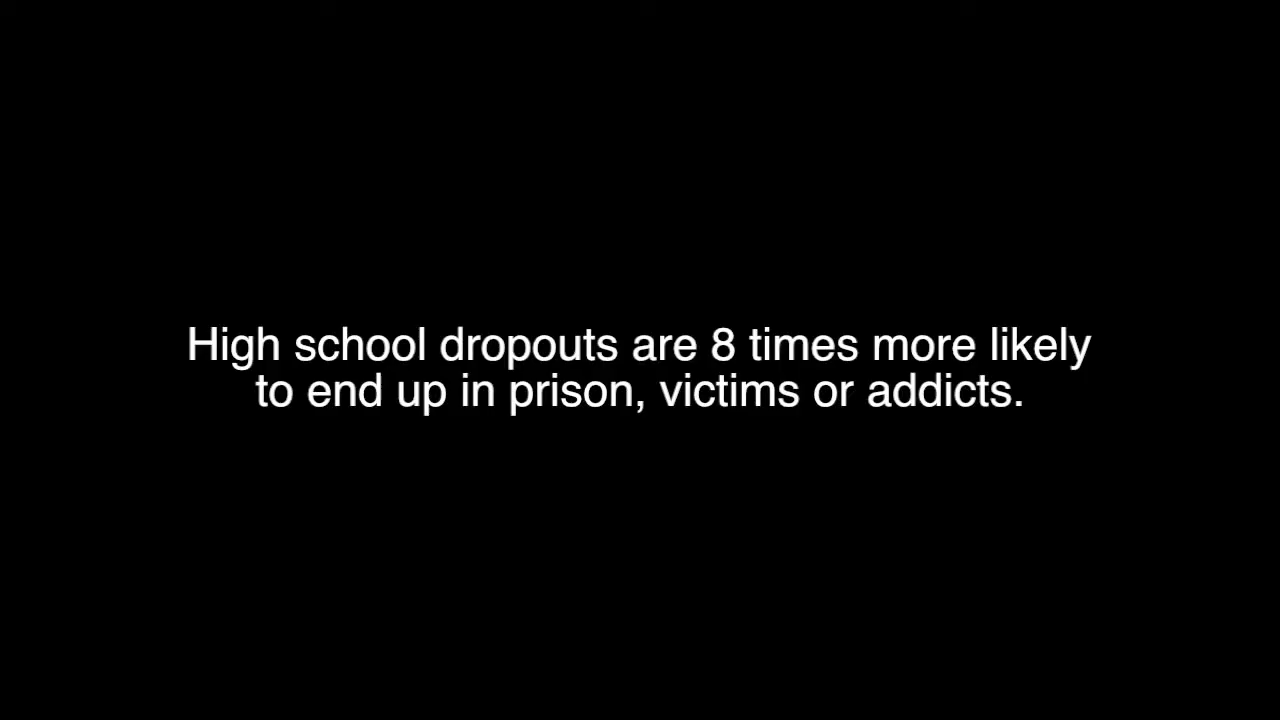 High school dropouts are 8 times more likely
to end up in prison, victims or addicts.